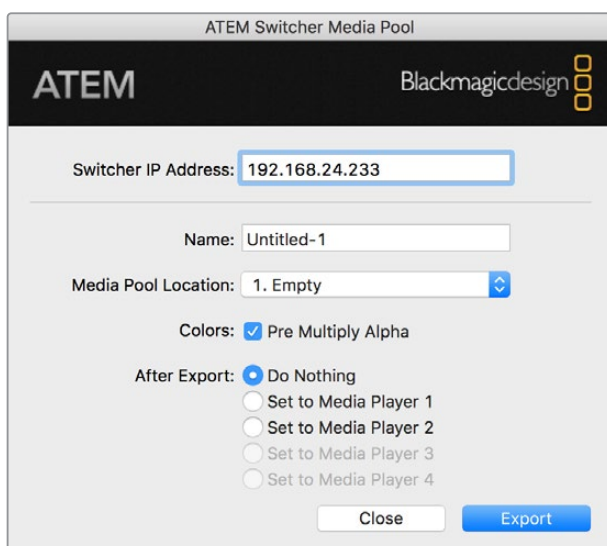 ATEM Switcher Media Pool
ATEM
Blackmagicdesign
Switcher IP Address: 192.168.24.233
Name: Untitled-1
Media Pool Location: 1. Empty
Colors: Pre Multiply Alpha
After Export: Do Nothing
Set to Media Player 1
Set to Media Player 2
Set to Media Player 3
Set to Media Player 4
Close Export